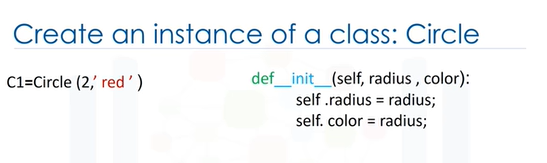 Create an instance of a class: Circle
C1=Circle (2,’ red ’ )
def__init__(self, radius , color):
self .radius = radius;
self. color = radius;